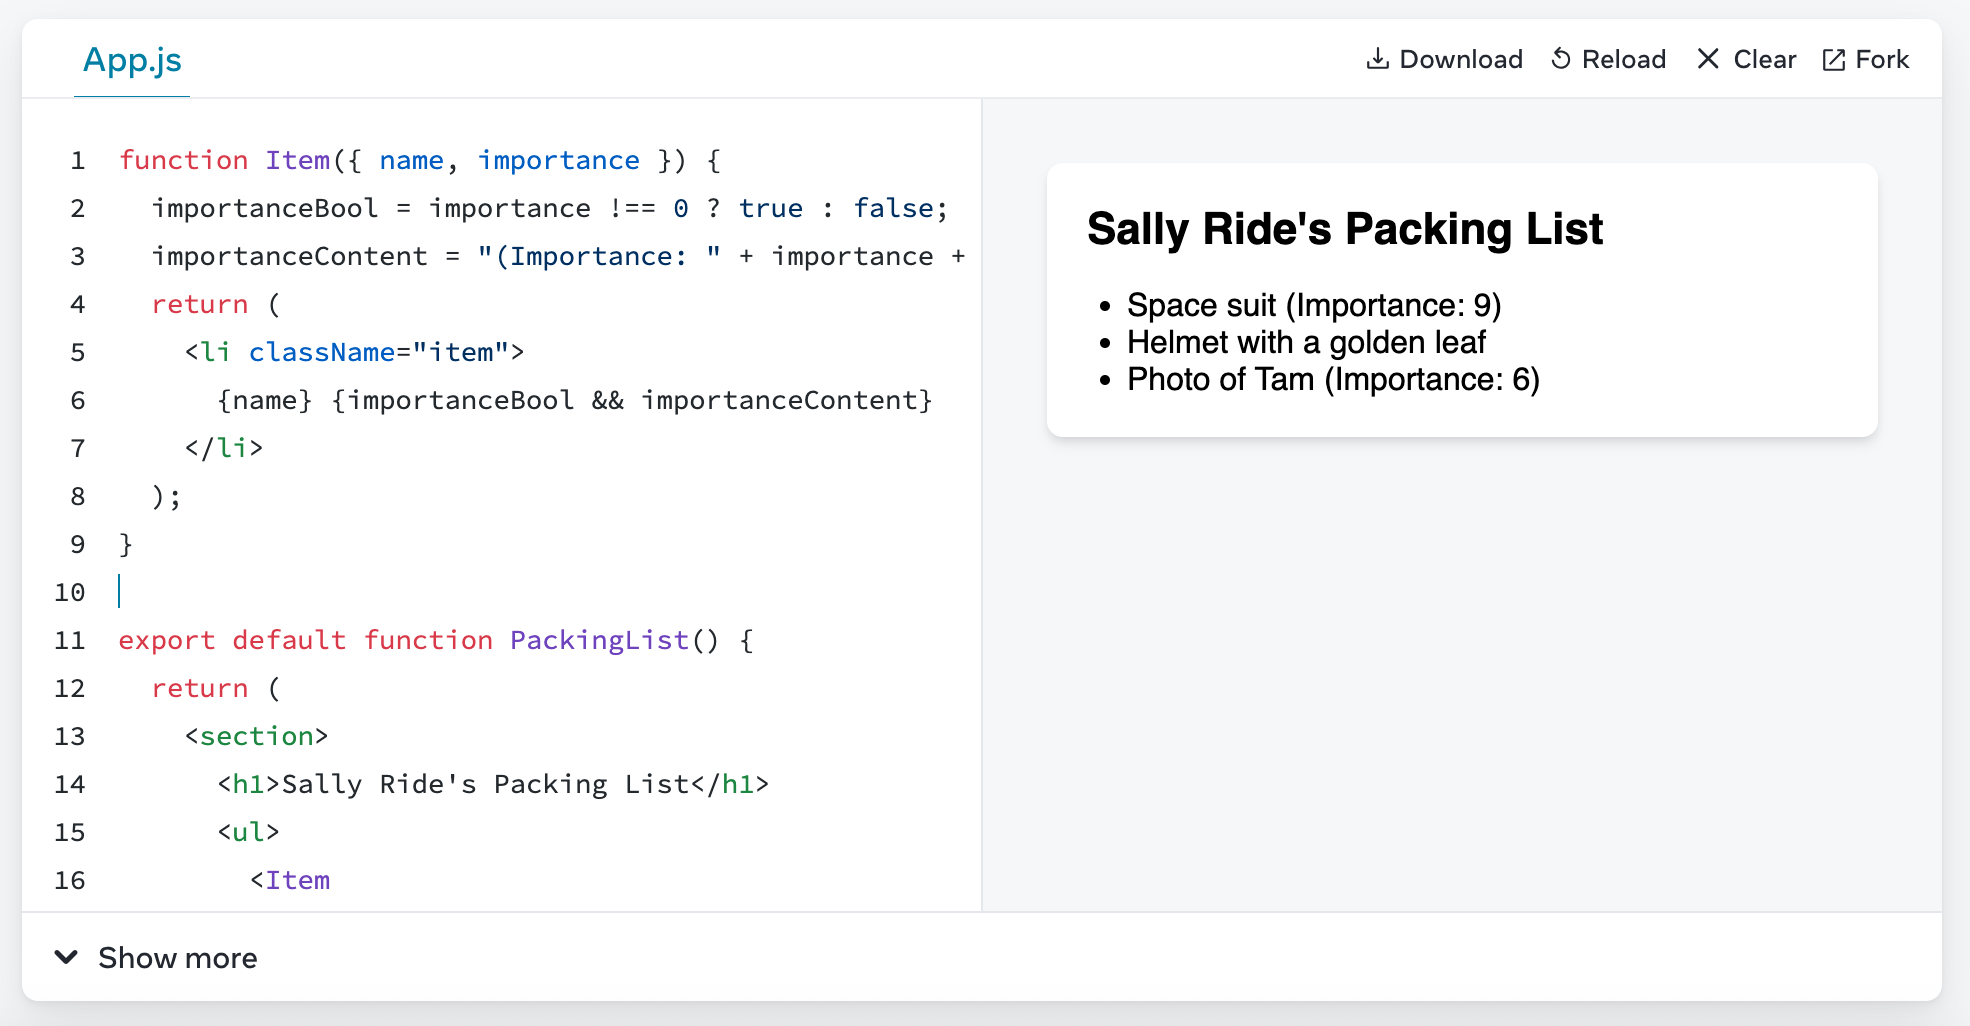 App.js
Download Reload Clear Fork
1 function Item({ name, importance }) {
2   importanceBool = importance !== 0 ? true : false;
3   importanceContent = "(Importance: " + importance +
4   return (
5     <li className="item">
6       {name} {importanceBool && importanceContent}
7     </li>
8   );
9 }
10
11 export default function PackingList() {
12   return (
13     <section>
14       <h1>Sally Ride's Packing List</h1>
15       <ul>
16         <Item
Sally Ride's Packing List
• Space suit (Importance: 9)
• Helmet with a golden leaf
• Photo of Tam (Importance: 6)
Show more